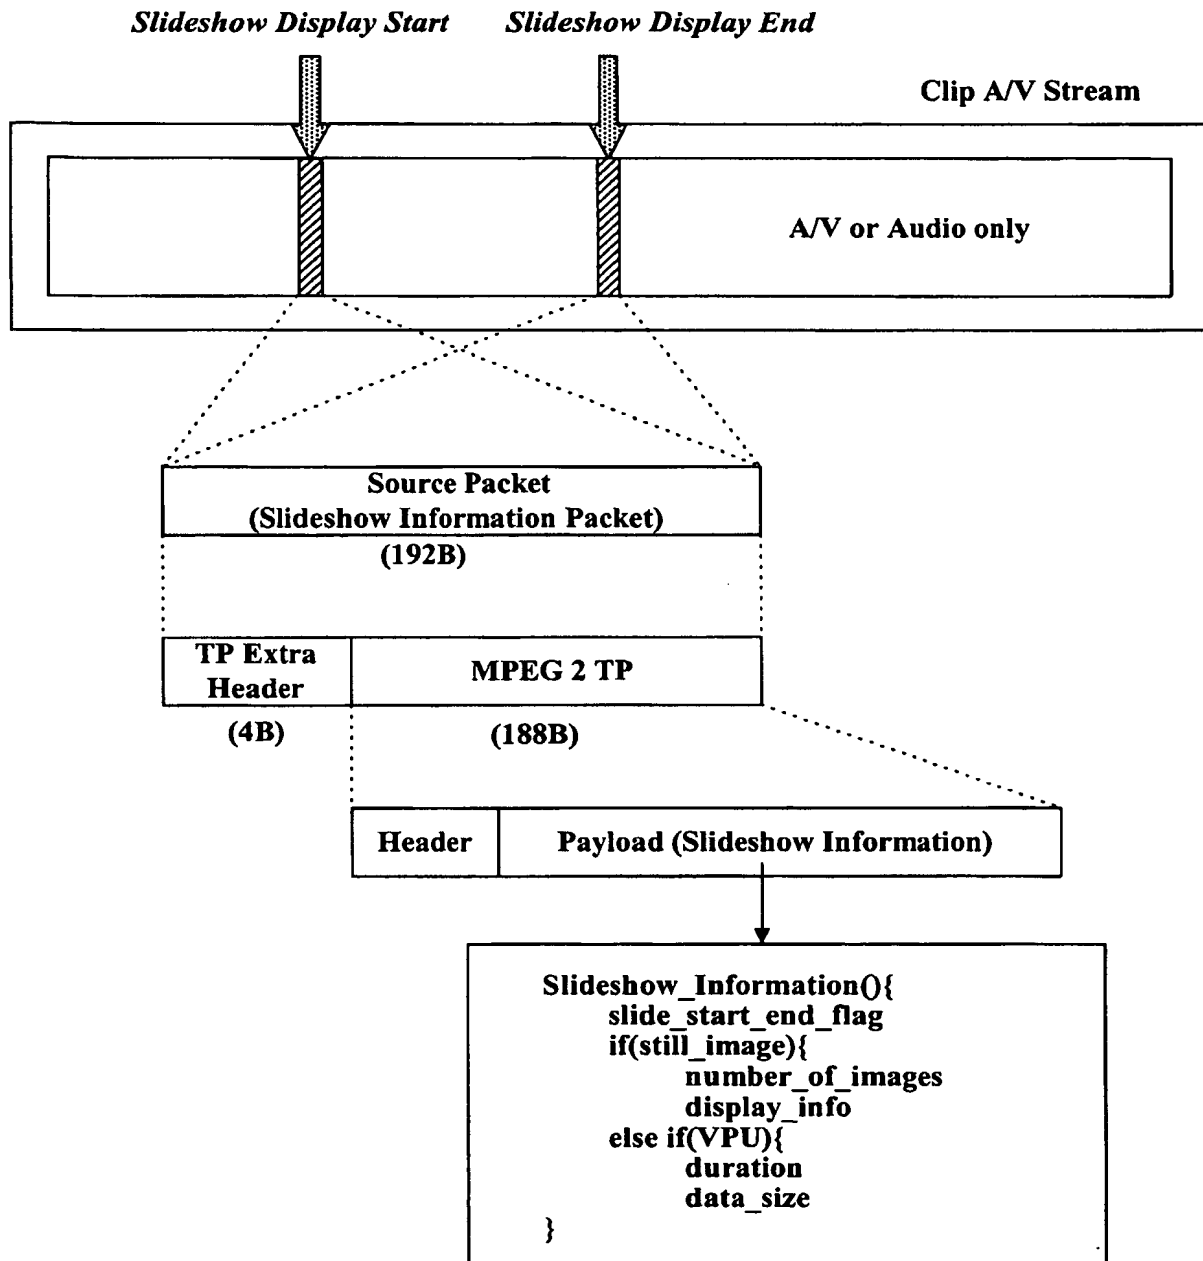 Slideshow Display Start
Slideshow Display End
Clip A/V Stream
A/V or Audio only
Source Packet
(Slideshow Information Packet)
(192B)
TP Extra
Header
MPEG 2 TP
(4B)
(188B)
Header
Payload (Slideshow Information)
Slideshow_Information(){
slide_start_end_flag
if(still_image){
number_of_images
display_info
else if(VPU){
duration
data_size
}